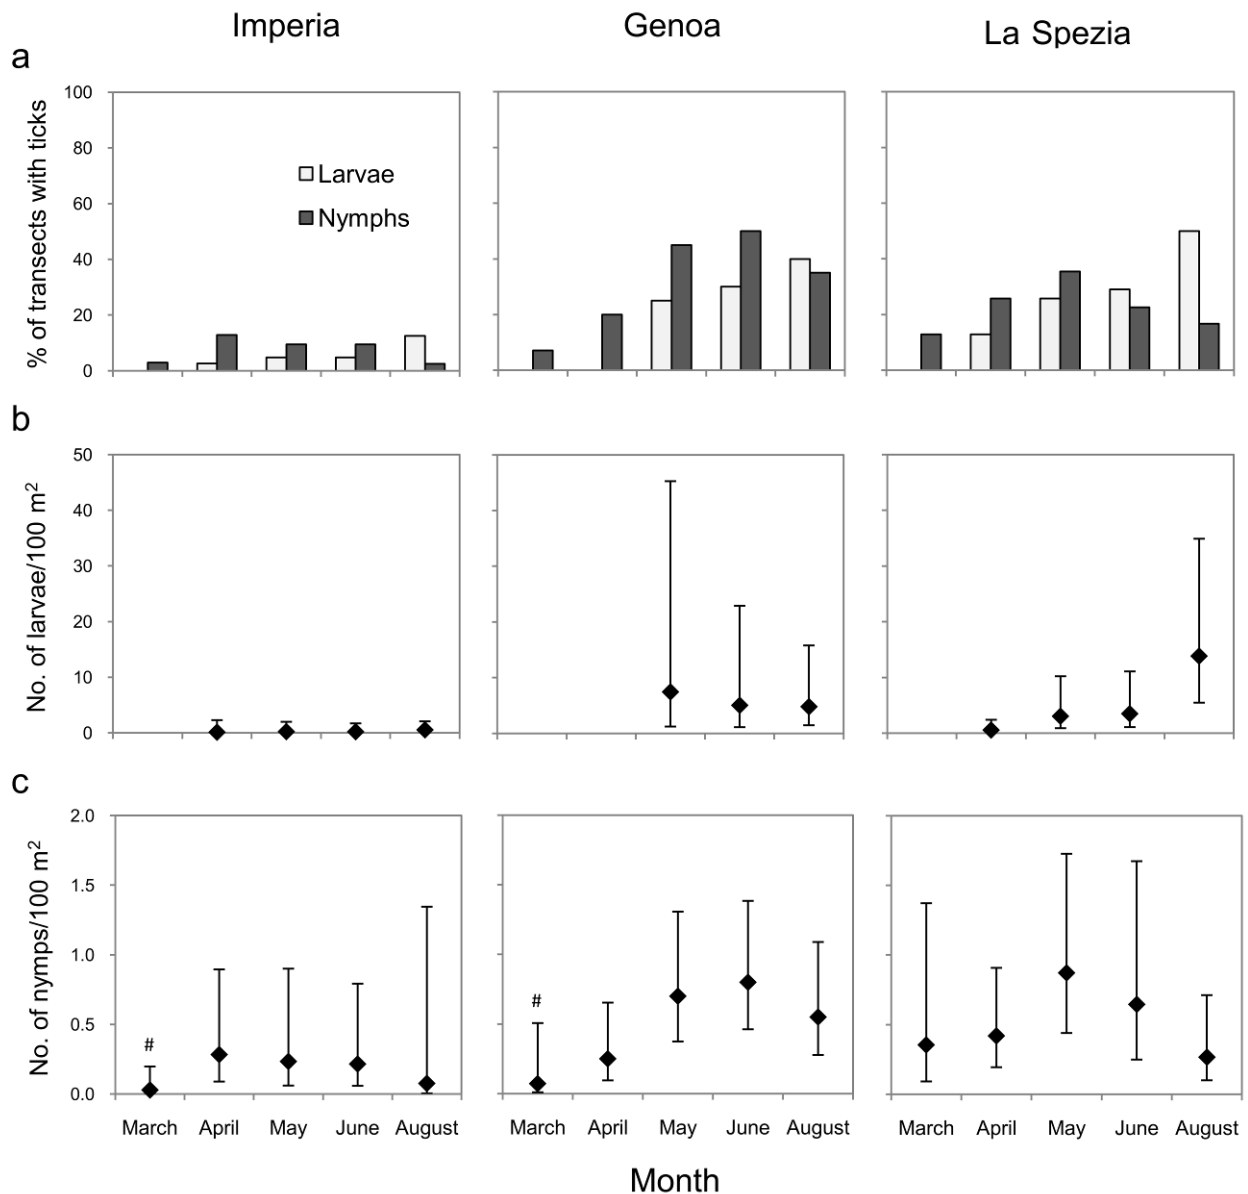 Imperia Genoa La Spezia
a
% of transects with ticks
100
80
60
40
20
0
Larvae
Nymphs
b
No. of larvae/100 m²
50
40
30
20
10
0
c
No. of nymps/100 m²
2.0
1.5
1.0
0.5
0.0
#
#
March April May June August March April May June August March April May June August
Month